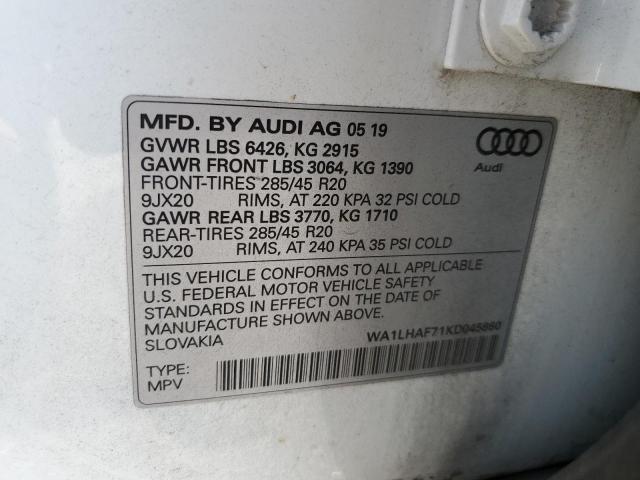 MFD. BY AUDI AG 05 19
GVWR LBS 6426, KG 2915
GAWR FRONT LBS 3064, KG 1390
FRONT-TIRES 285/45 R20
9JX20 RIMS, AT 220 KPA 32 PSI COLD
GAWR REAR LBS 3770, KG 1710
REAR-TIRES 285/45 R20
9JX20 RIMS, AT 240 KPA 35 PSI COLD
Audi
THIS VEHICLE CONFORMS TO ALL APPLICABLE
U.S. FEDERAL MOTOR VEHICLE SAFETY
STANDARDS IN EFFECT ON THE DATE OF
MANUFACTURE SHOWN ABOVE.
SLOVAKIA
WA1LHAF71KD045860
TYPE:
MPV